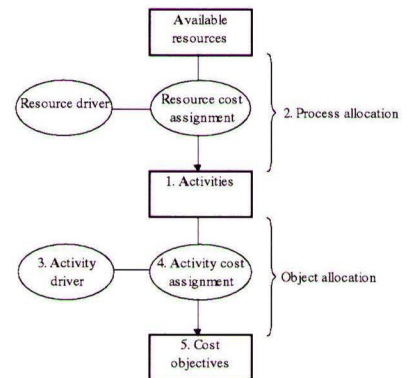 Available
resources
Resource driver
Resource cost
assignment
2. Process allocation
1. Activities
3. Activity
driver
4. Activity cost
assignment
Object allocation
5. Cost
objectives